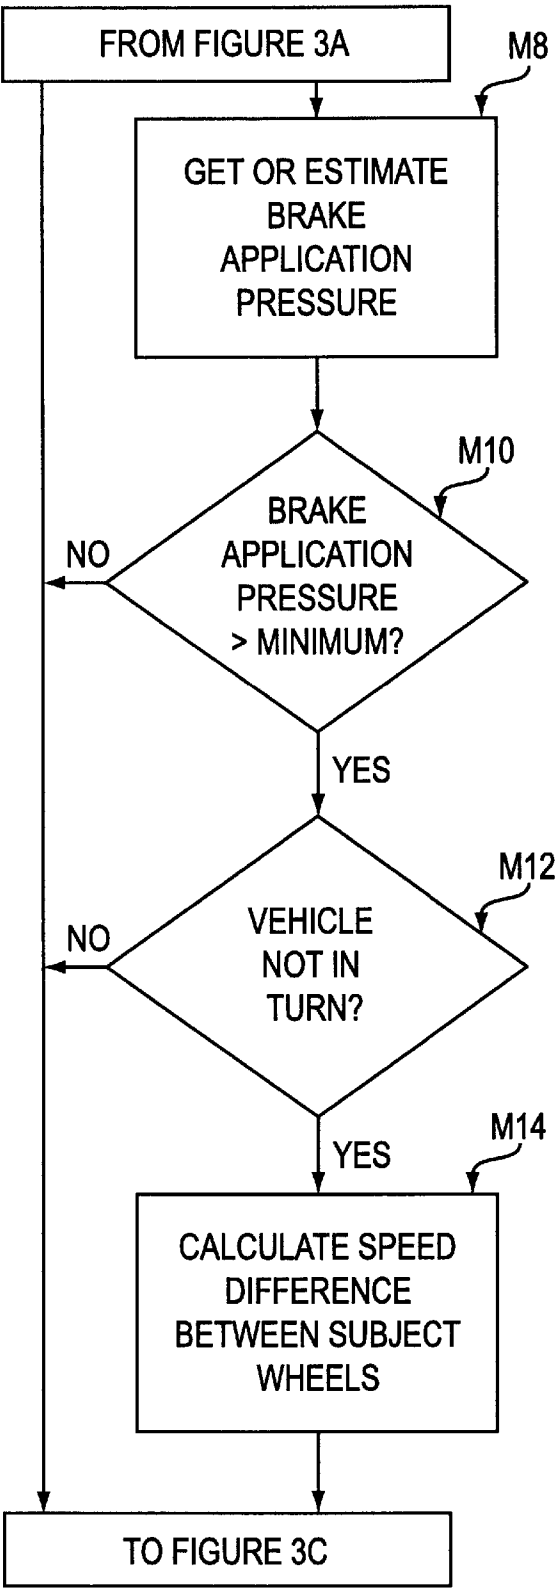 FROM FIGURE 3A
M8
GET OR ESTIMATE
BRAKE
APPLICATION
PRESSURE
M10
BRAKE
APPLICATION
PRESSURE
> MINIMUM?
NO
YES
M12
VEHICLE
NOT IN
TURN?
NO
YES
M14
CALCULATE SPEED
DIFFERENCE
BETWEEN SUBJECT
WHEELS
TO FIGURE 3C